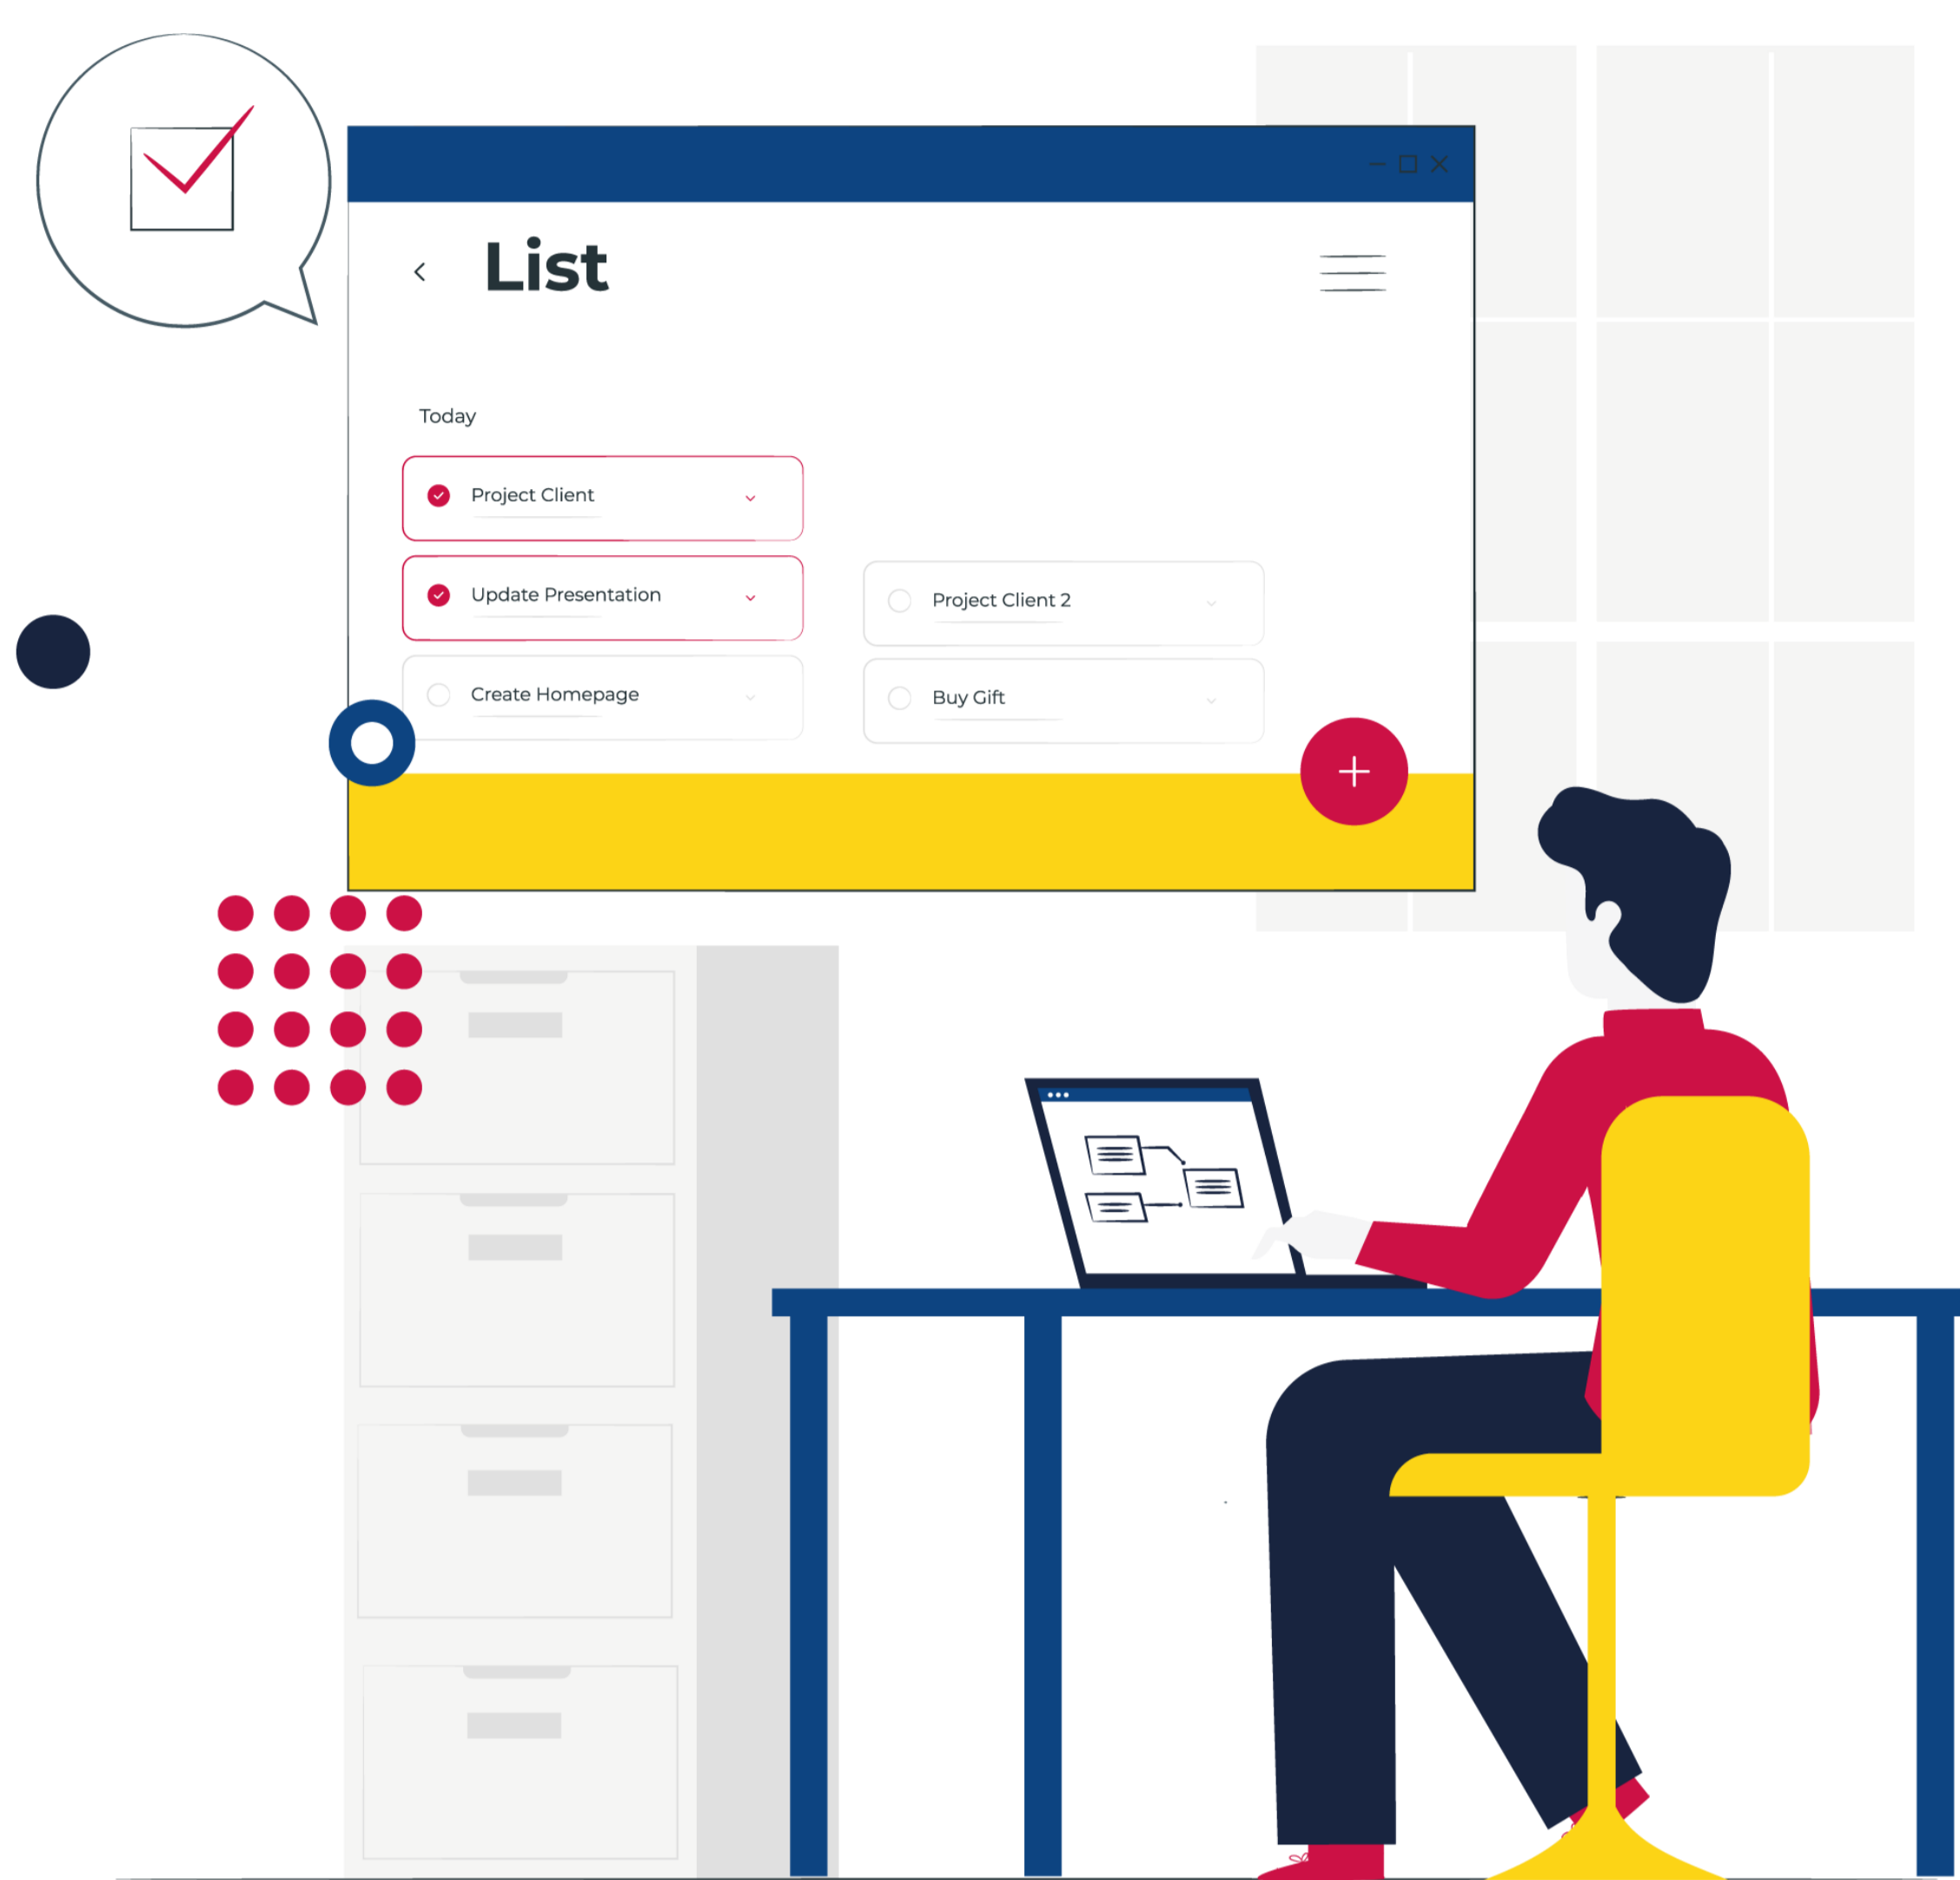 List
Today
Project Client
Update Presentation
Create Homepage
Project Client 2
Buy Gift